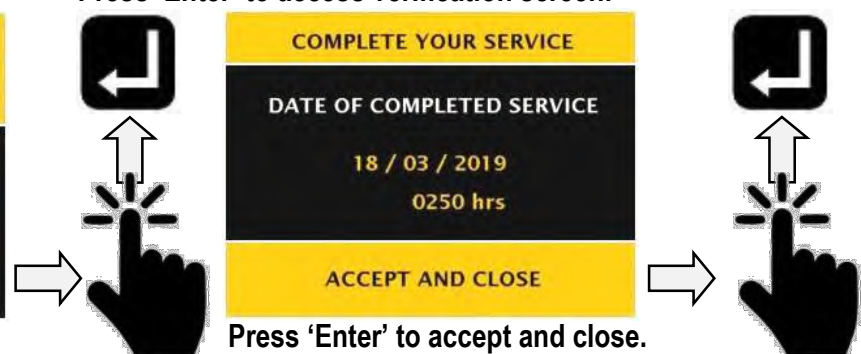 Press ‘Enter’ to access verification screen.
COMPLETE YOUR SERVICE
DATE OF COMPLETED SERVICE
18 / 03 / 2019
0250 hrs
ACCEPT AND CLOSE
Press ‘Enter’ to accept and close.